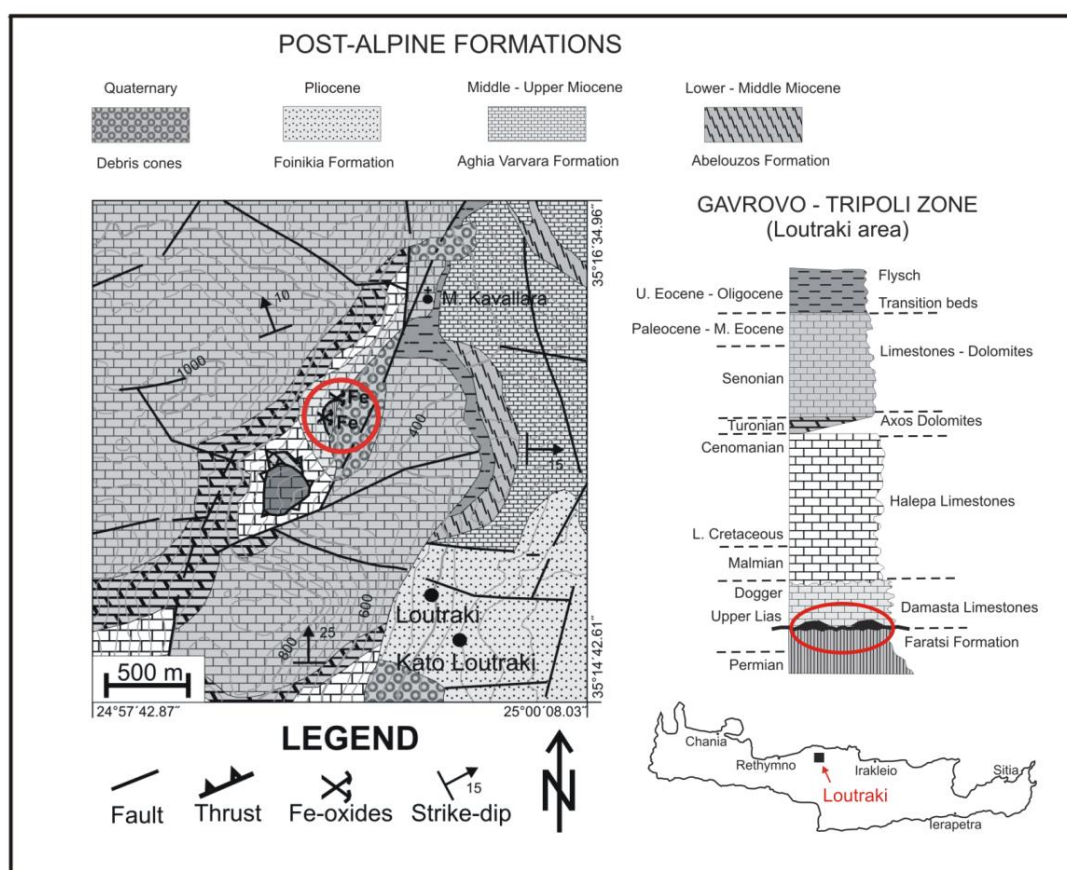 POST-ALPINE FORMATIONS
Quaternary
Pliocene
Middle - Upper Miocene
Lower - Middle Miocene
Debris cones
Foinikia Formation
Aghia Varvara Formation
Abelouzos Formation
35°16´34.96˝
M. Kavallara
10
1000
Fe
Fe
400
15
600
Loutraki
25
800
Kato Loutraki
500 m
35°14´42.61˝
24°57´42.87˝
25°00´08.03˝
GAVROVO - TRIPOLI ZONE
(Loutraki area)
Flysch
U. Eocene - Oligocene
Transition beds
Paleocene - M. Eocene
Limestones - Dolomites
Senonian
Axos Dolomites
Turonian
Cenomanian
Halepa Limestones
L. Cretaceous
Malmian
Dogger
Damasta Limestones
Upper Lias
Faratsi Formation
Permian
LEGEND
15
Fault
Thrust
Fe-oxides
Strike-dip
N
Chania
Rethymno
Irakleio
Sitia
Loutraki
Ierapetra